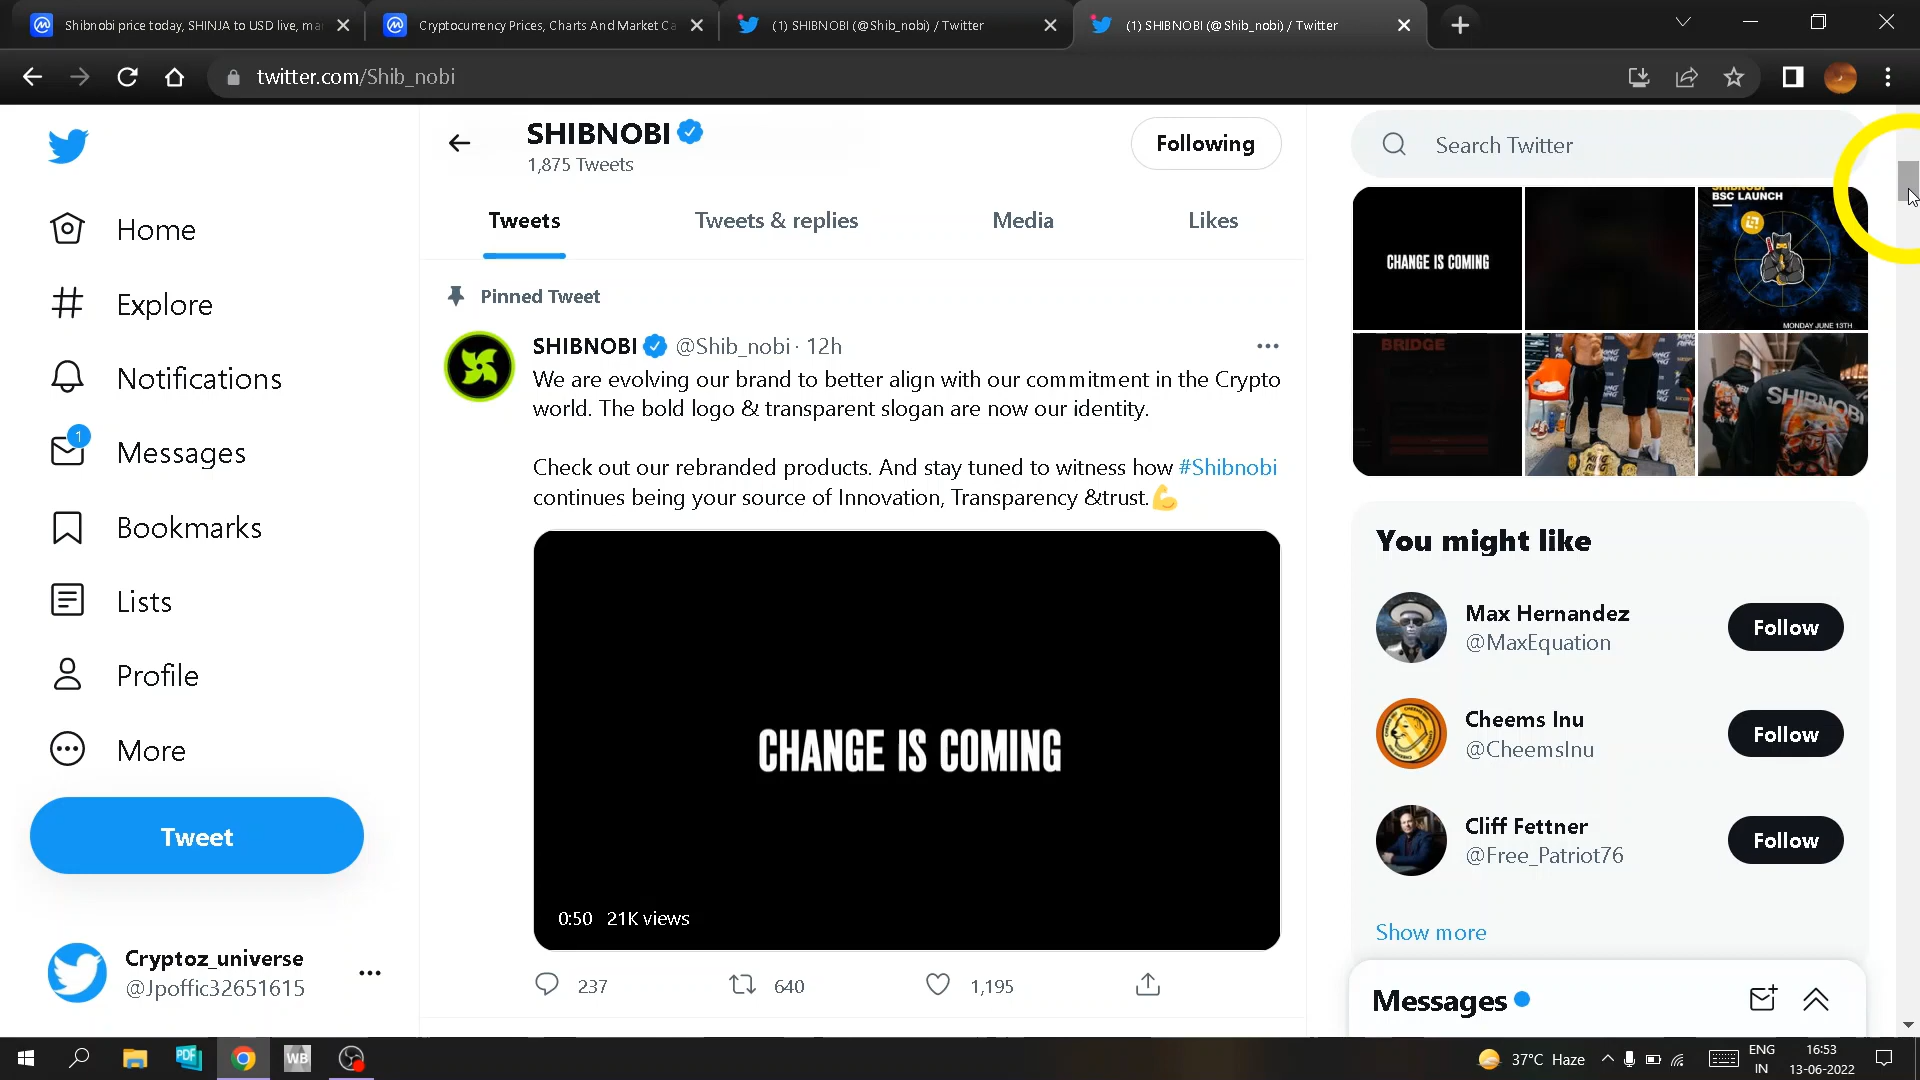 Shibnobi price today, SHINJA to USD live, ma
Cryptocurrency Prices, Charts And Market Ca
(1) SHIBNOBI (@Shib_nobi) / Twitter
(1) SHIBNOBI (@Shib_nobi) / Twitter
twitter.com/Shib_nobi
Home
Explore
Notifications
1
Messages
Bookmarks
Lists
Profile
More
Tweet
Cryptoz_universe
@Jpoffic32651615
SHIBNOBI
1,875 Tweets
Following
Tweets
Tweets & replies
Media
Likes
Pinned Tweet
SHIBNOBI @Shib_nobi · 12h
We are evolving our brand to better align with our commitment in the Crypto
world. The bold logo & transparent slogan are now our identity.
Check out our rebranded products. And stay tuned to witness how #Shibnobi
continues being your source of Innovation, Transparency &trust.💪
CHANGE IS COMING
0:50 21K views
237
640
1,195
Search Twitter
CHANGE IS COMING
SHIBNOBI
BSC LAUNCH
MONDAY JUNE 13TH
BRIDGE
SHIBNOBI
You might like
Max Hernandez
@MaxEquation
Follow
Cheems Inu
@CheemsInu
Follow
Cliff Fettner
@Free_Patriot76
Follow
Show more
Messages
PDF
WB
37°C Haze
ENG
IN
16:53
13-06-2022